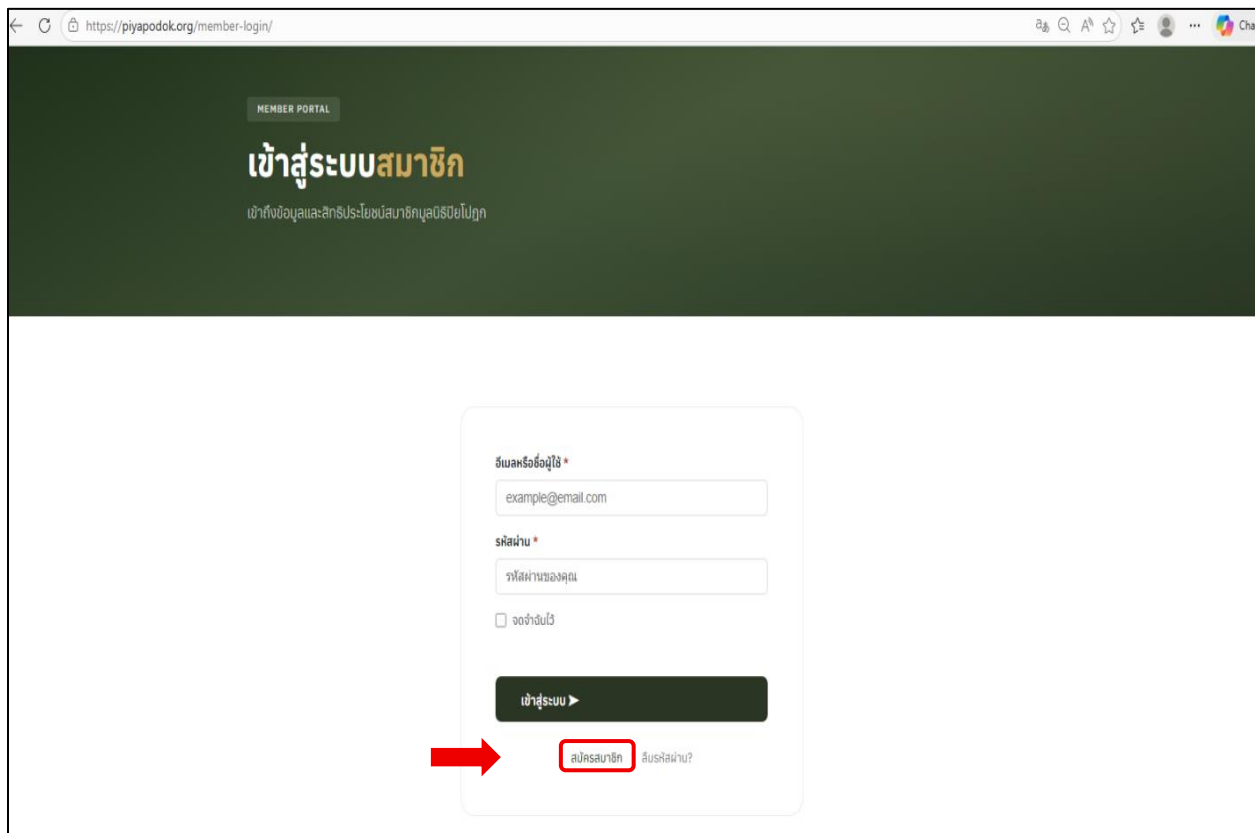 https://piyapodok.org/member-login/
Cha
MEMBER PORTAL
เข้าสู่ระบบสมาชิก
เข้าถึงข้อมูลและสิทธิประโยชน์สมาชิกมูลนิธิปิยโปฎก
อีเมลหรือชื่อผู้ใช้ *
example@email.com
รหัสผ่าน *
รหัสผ่านของคุณ
จดจำฉันไว้
เข้าสู่ระบบ ➤
สมัครสมาชิก ลืมรหัสผ่าน?